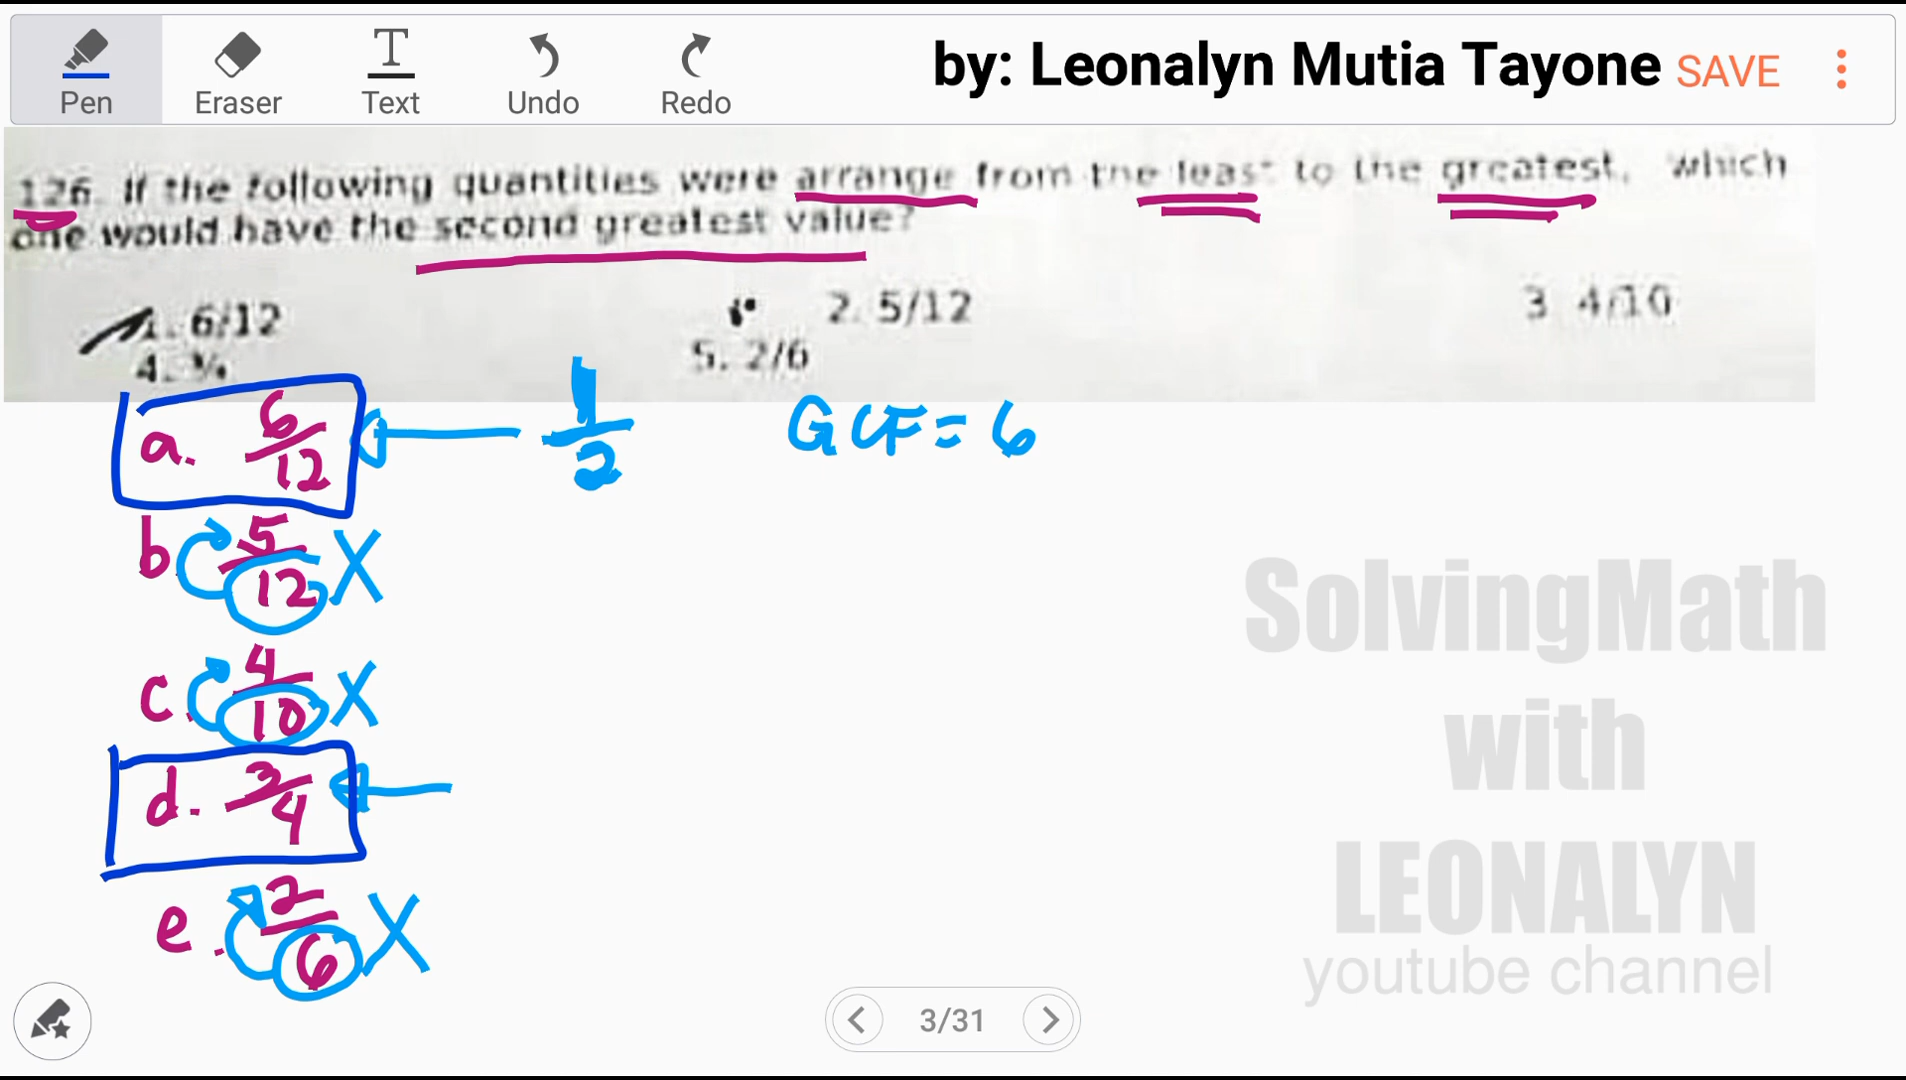 by: Leonalyn Mutia Tayone SAVE
Pen Eraser Text Undo Redo
126. If the following quantities were arrange from the least to the greatest, which
one would have the second greatest value?
1. 6/12 2. 5/12 3 4/10
4. ¾ 5. 2/6
a. 6/12 1/2 GCF = 6
b. 5/12 X
c. 4/10 X
d. 3/4
e. 2/6 X
SolvingMath
with
LEONALYN
youtube channel
3/31